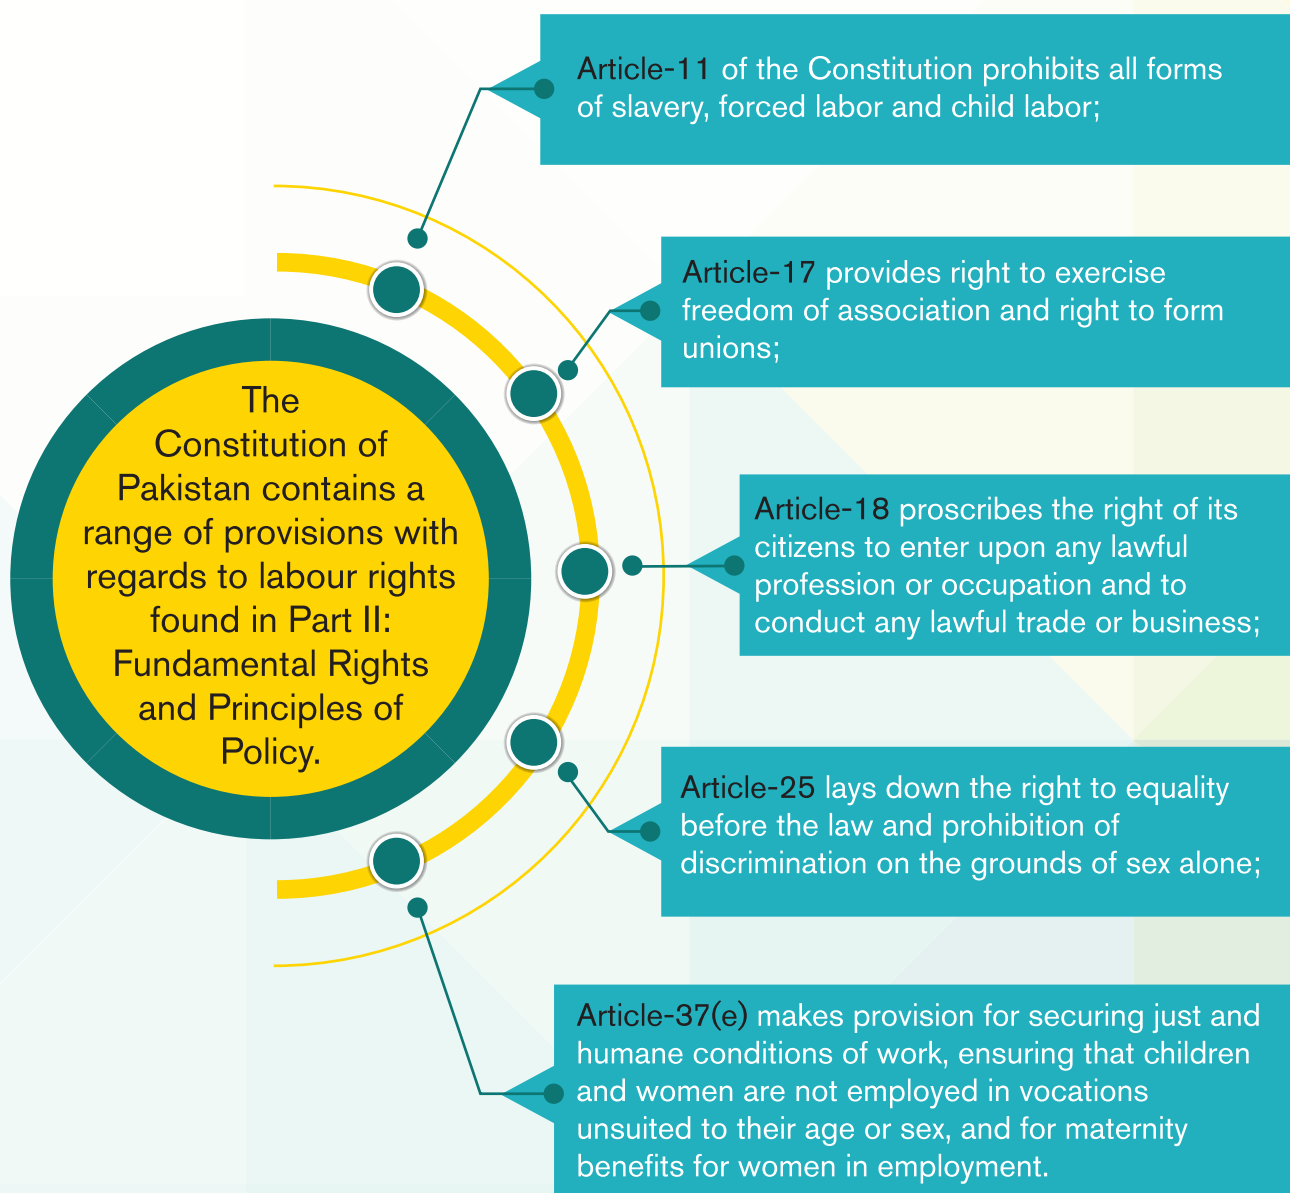 The
Constitution of
Pakistan contains a
range of provisions with
regards to labour rights
found in Part II:
Fundamental Rights
and Principles of
Policy.
Article-11 of the Constitution prohibits all forms
of slavery, forced labor and child labor;
Article-17 provides right to exercise
freedom of association and right to form
unions;
Article-18 proscribes the right of its
citizens to enter upon any lawful
profession or occupation and to
conduct any lawful trade or business;
Article-25 lays down the right to equality
before the law and prohibition of
discrimination on the grounds of sex alone;
Article-37(e) makes provision for securing just and
humane conditions of work, ensuring that children
and women are not employed in vocations
unsuited to their age or sex, and for maternity
benefits for women in employment.